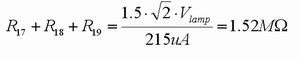 R17 + R18 + R19 = 1.5·√2·Vlamp / 215uA = 1.52MΩ